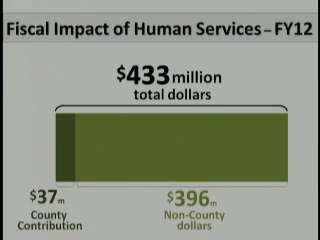 Fiscal Impact of Human Services – FY12
$433 million
total dollars
$37m
County
Contribution
$396m
Non-County
dollars